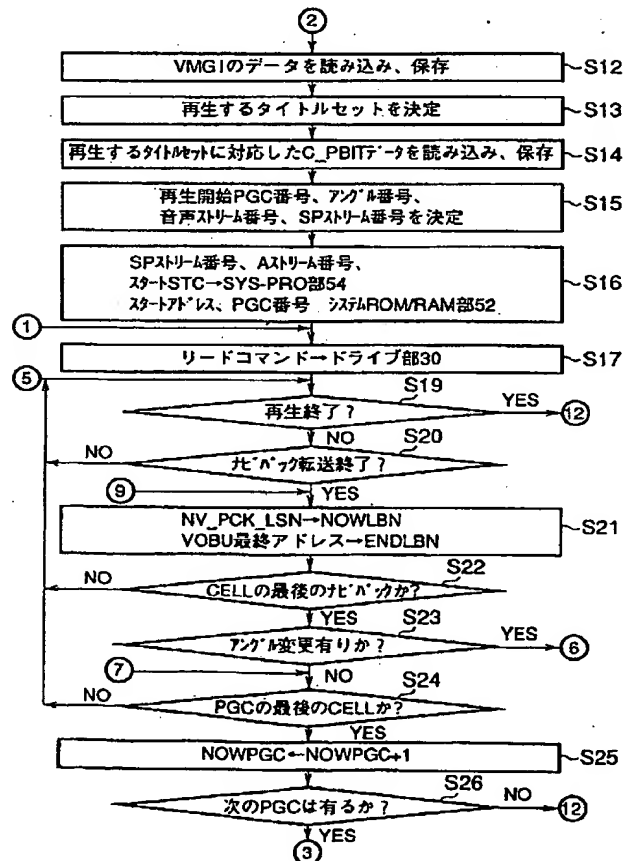 ②
VMGIのデータを読み込み、保存
S12
再生するタイトルセットを決定
S13
再生するタイトルセットに対応したC_PBITデータを読み込み、保存
S14
再生開始PGC番号、アングル番号、
音声ストリーム番号、SPストリーム番号を決定
S15
SPストリーム番号、Aストリーム番号、
スタートSTC→SYS-PRO部54
スタートアドレス、PGC番号 システムROM/RAM部52
S16
①
リードコマンド→ドライブ部30
S17
⑤
S19
再生終了?
YES
⑫
NO
S20
ナビパック転送終了?
NO
⑨
YES
NV_PCK_LSN→NOWLBN
VOBU最終アドレス→ENDLBN
S21
S22
CELLの最後のナビパックか?
NO
YES
S23
アングル変更有りか?
YES
⑥
⑦
NO
S24
PGCの最後のCELLか?
NO
YES
NOWPGC←NOWPGC+1
S25
S26
次のPGCは有るか?
NO
⑫
YES
③